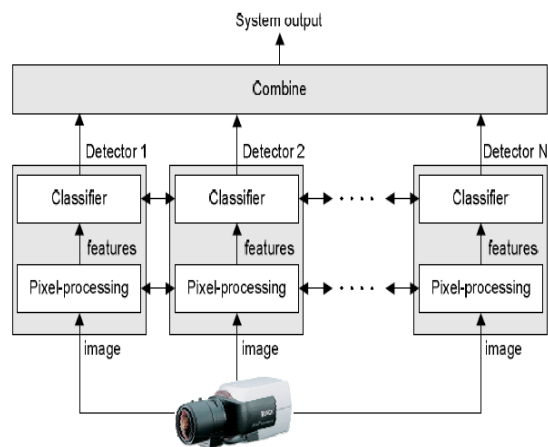 System output
Combine
Detector 1 Detector 2 Detector N
Classifier Classifier Classifier
features features features
Pixel-processing Pixel-processing Pixel-processing
image image image